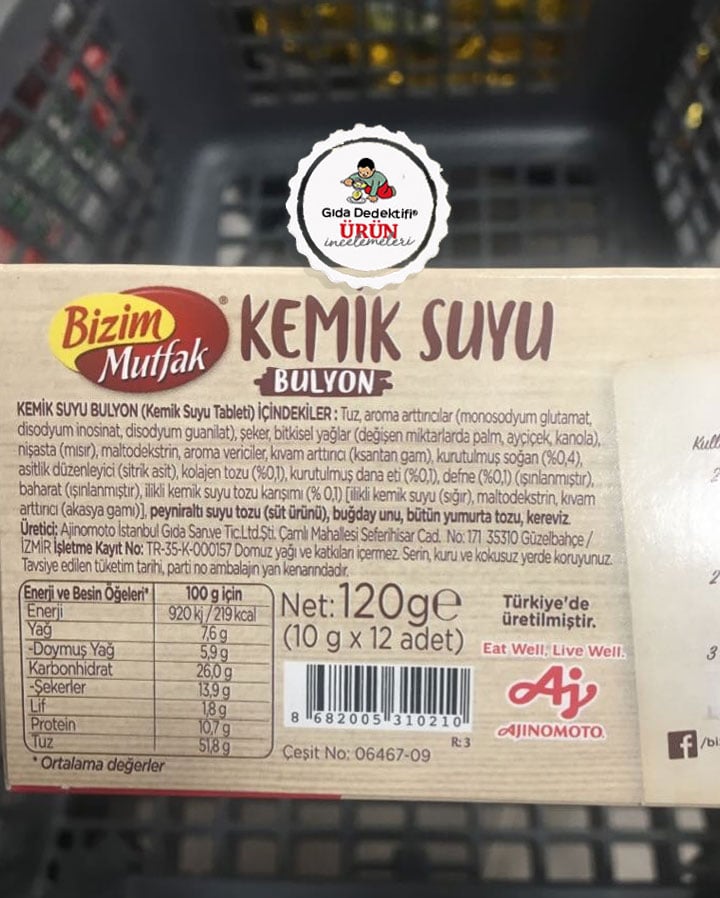 Gıda Dedektifi®
ÜRÜN
incelemeleri
Bizim Mutfak®
KEMİK SUYU
BULYON
KEMİK SUYU BULYON (Kemik Suyu Tableti) İÇİNDEKİLER : Tuz, aroma arttırıcılar (monosodyum glutamat,
disodyum inosinat, disodyum guanilat), şeker, bitkisel yağlar (değişen miktarlarda palm, ayçiçek, kanola),
nişasta (mısır), maltodekstrin, aroma vericiler, kıvam arttırıcı (ksantan gam), kurutulmuş soğan (%0,4),
asitlik düzenleyici (sitrik asit), kolajen tozu (%0,1), kurutulmuş dana eti (%0,1), defne (%0,1) (ışınlanmıştır),
baharat (ışınlanmıştır), ilikli kemik suyu tozu karışımı (% 0,1) [ilikli kemik suyu (sığır), maltodekstrin, kıvam
arttırıcı (akasya gamı)], peyniraltı suyu tozu (süt ürünü), buğday unu, bütün yumurta tozu, kereviz.
Üretici: Ajinomoto İstanbul Gıda Sanve Tic.Ltd.Şti. Çamlı Mahallesi Seferihisar Cad. No: 171 35310 Güzelbahçe /
İZMİR İşletme Kayıt No: TR-35-K-000157 Domuz yağı ve katkıları içermez. Serin, kuru ve kokusuz yerde koruyunuz.
Tavsiye edilen tüketim tarihi, parti no ambalajın yan kenarındadır.
Enerji ve Besin Öğeleri* 100 g için
Enerji 920 kj / 219 kcal
Yağ 7,6 g
-Doymuş Yağ 5,9 g
Karbonhidrat 26,0 g
-Şekerler 13,9 g
Lif 1,8 g
Protein 10,7 g
Tuz 51,8 g
* Ortalama değerler
Net: 120g e
(10 g x 12 adet)
8 682005 310210
R: 3
Çeşit No: 06467-09
Türkiye'de
üretilmiştir.
Eat Well, Live Well.
Aj
AJINOMOTO.
Kull
2
2
3
f /bi